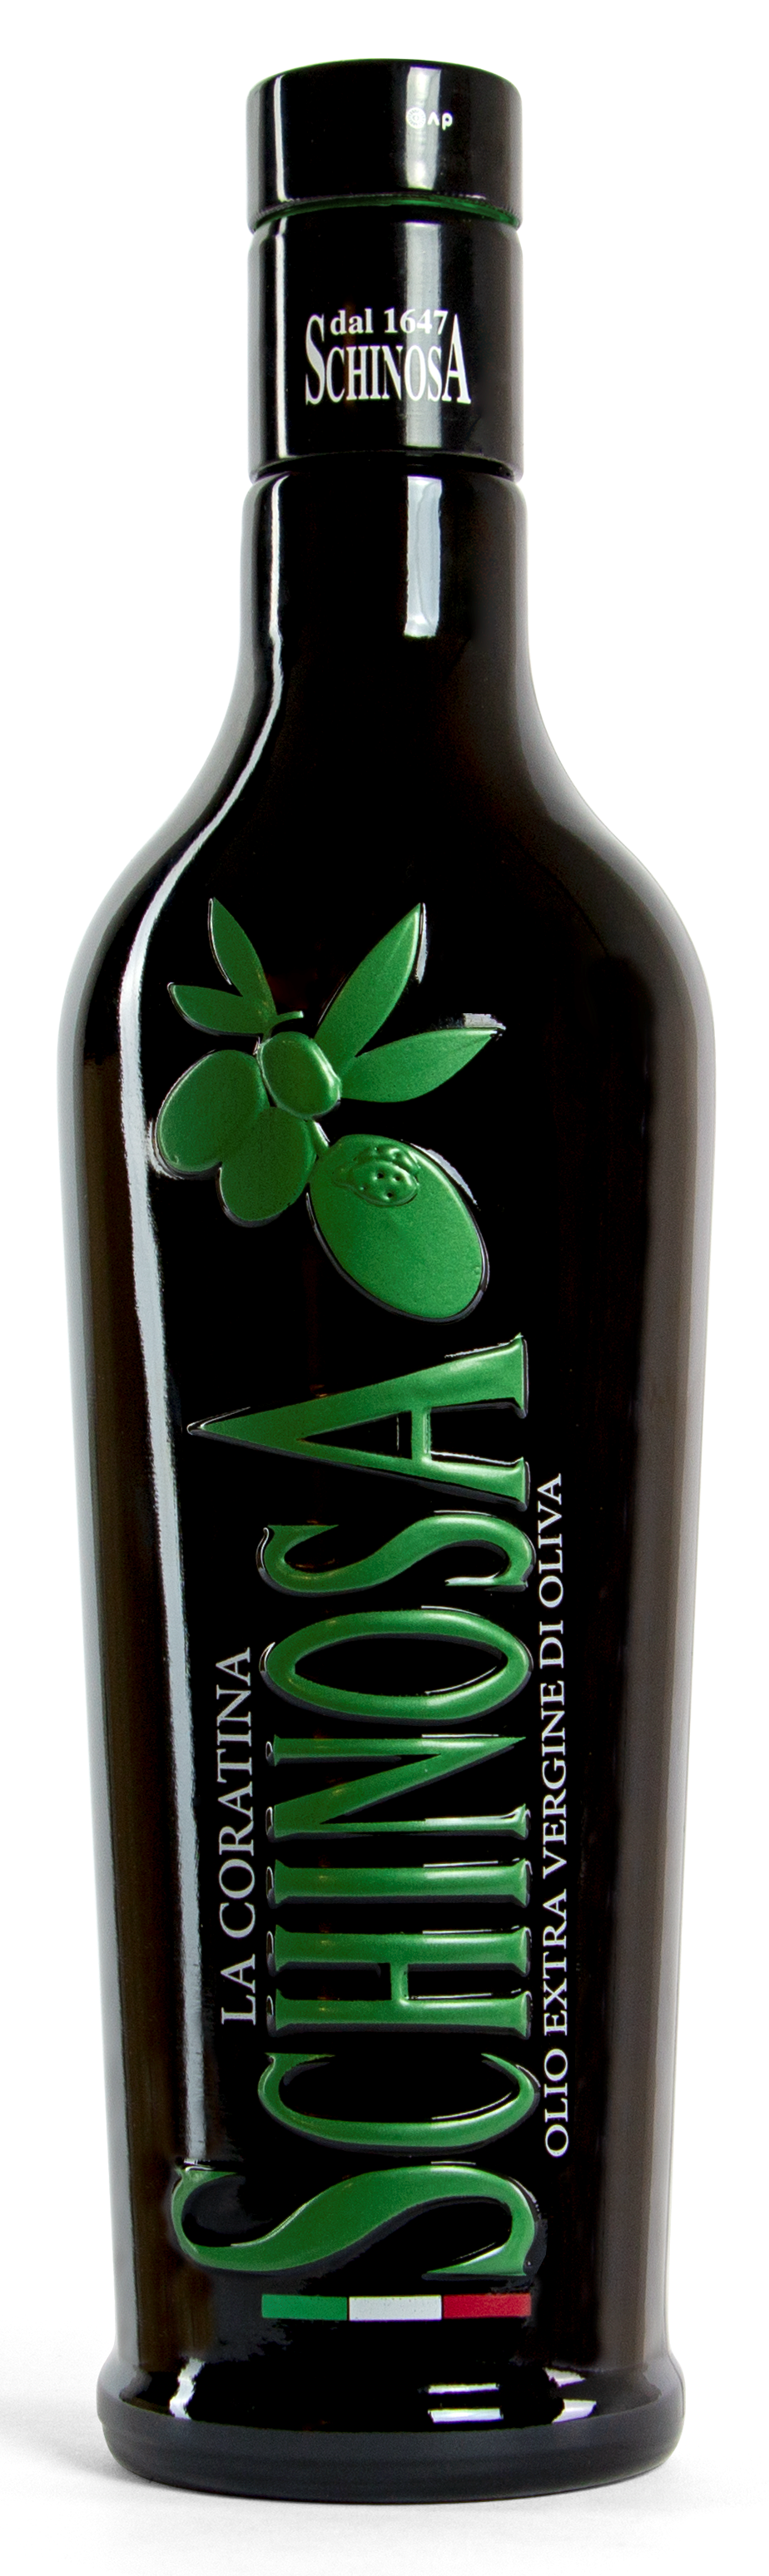 dal 1647
SCHINOSA
LA CORATINA
SCHINOSA
OLIO EXTRA VERGINE DI OLIVA